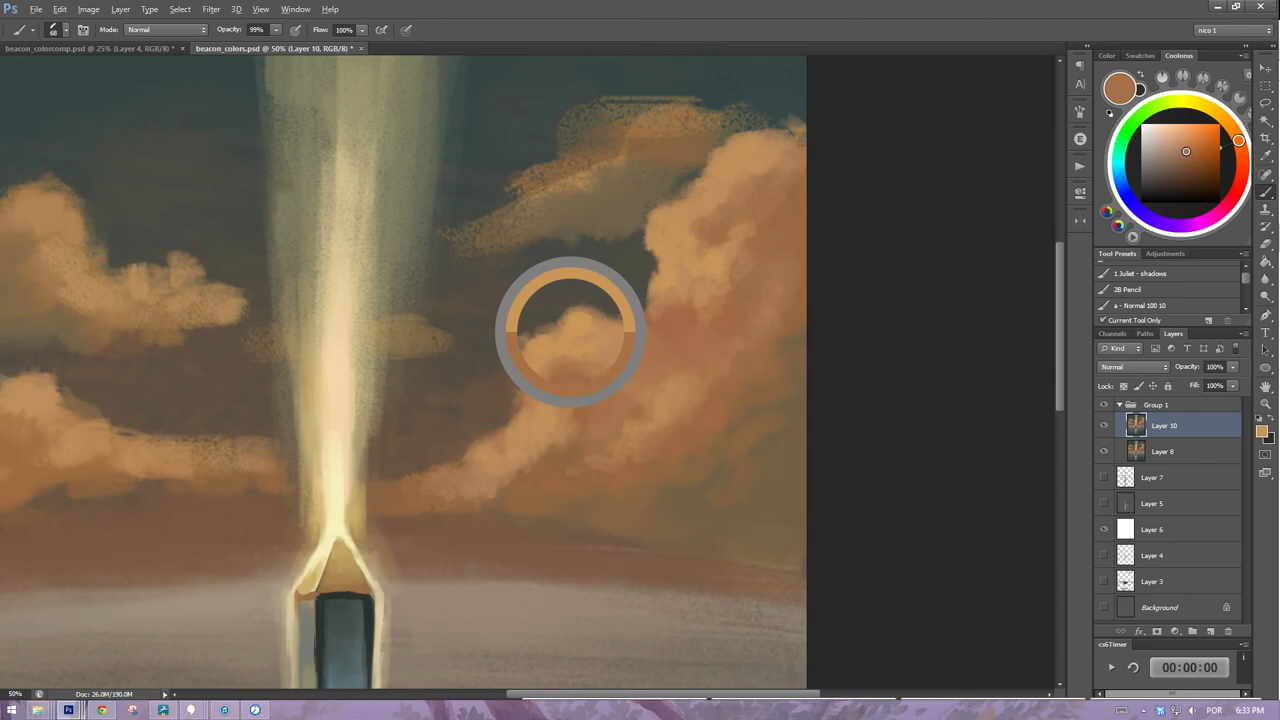 Ps File Edit Image Layer Type Select Filter 3D View Window Help
68 Mode: Normal Opacity: 99% Flow: 100% nico 1
beacon_colorcomp.psd @ 25% (Layer 4, RGB/8) * × beacon_colors.psd @ 50% (Layer 10, RGB/8) * ×
Color Swatches Coolorus
Tool Presets Adjustments
1 Juliet - shadows
2B Pencil
a - Normal 100 10
Current Tool Only
Channels Paths Layers
Kind
Normal Opacity: 100%
Lock: Fill: 100%
Group 1
Layer 10
Layer 8
Layer 7
Layer 5
Layer 6
Layer 4
Layer 3
Background
fx
cs6Timer
00:00:00
50% Doc: 26.0M/190.0M
Ps POR 6:33 PM